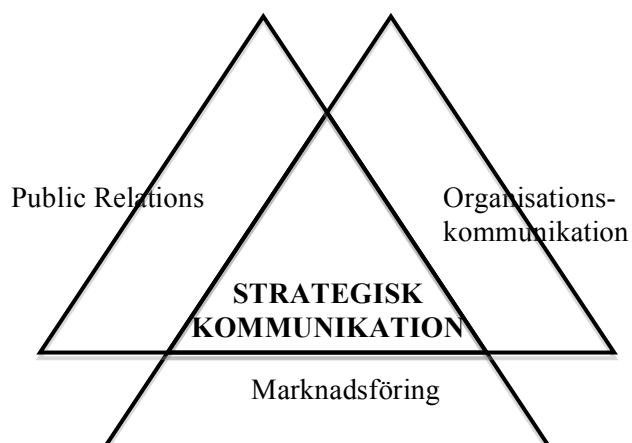 Public Relations
Organisations-
kommunikation
STRATEGISK
KOMMUNIKATION
Marknadsföring